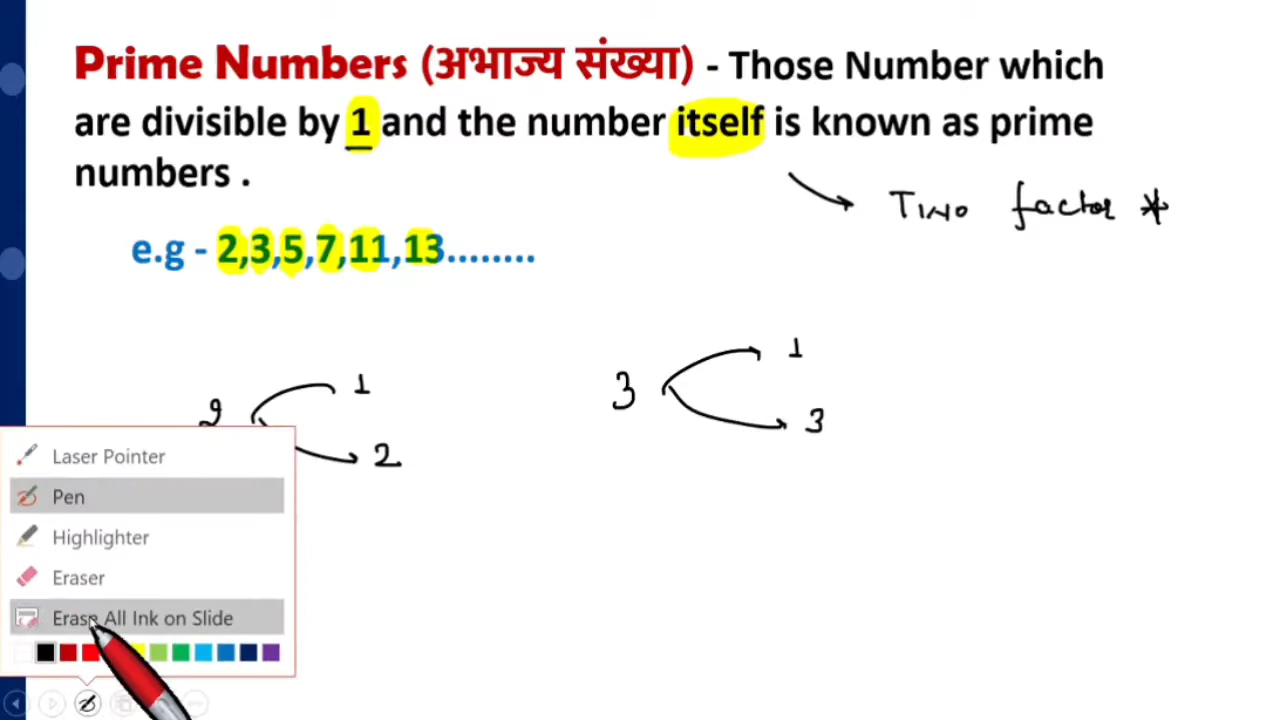 Prime Numbers (अभाज्य संख्या) - Those Number which
are divisible by 1 and the number itself is known as prime
numbers .
Two factor *
e.g - 2,3,5,7,11,13........
3
1
3
2
1
2
Laser Pointer
Pen
Highlighter
Eraser
Erase All Ink on Slide